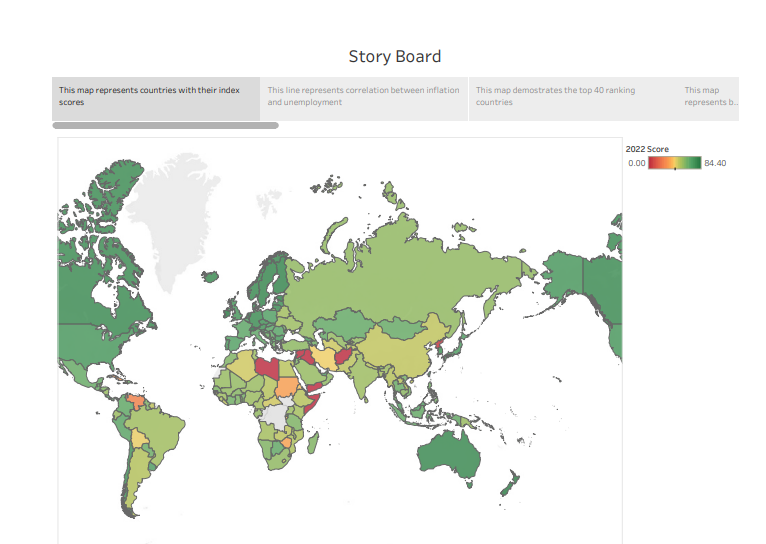 Story Board
This map represents countries with their index
scores
This line represents correlation between inflation
and unemployment
This map demostrates the top 40 ranking
countries
This map
represents b..
2022 Score
0.00
84.40